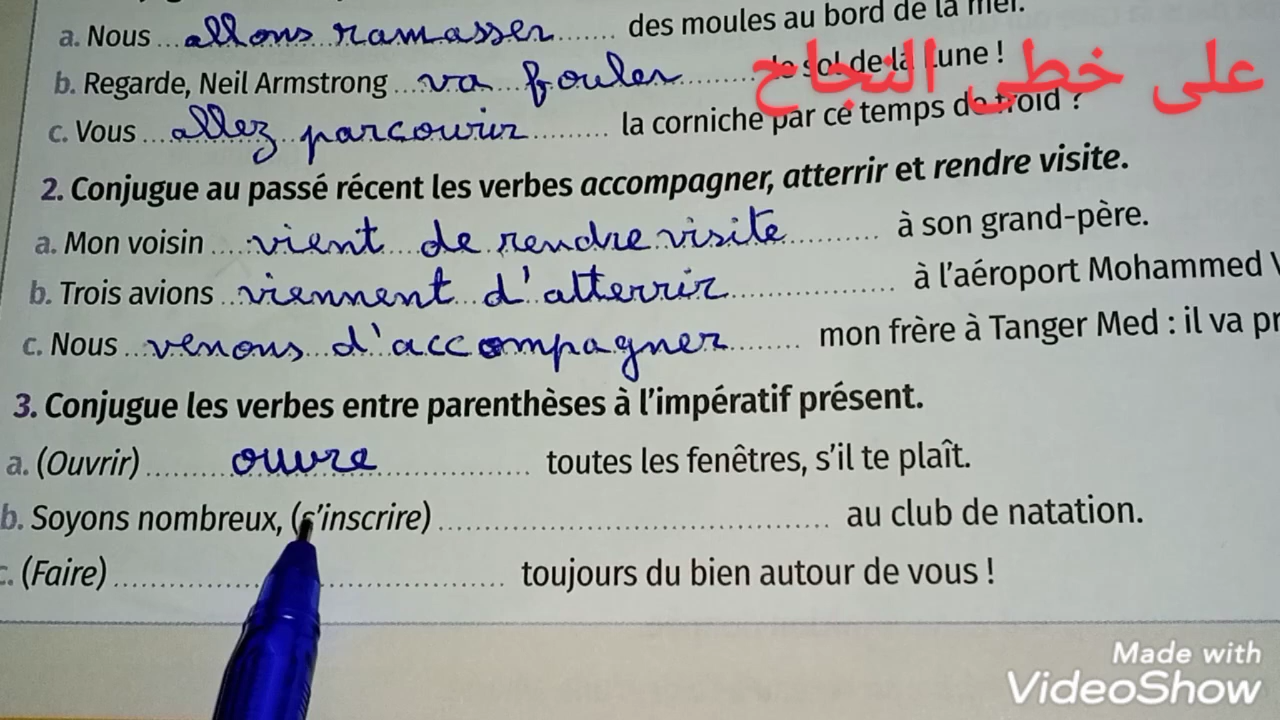 a. Nous ... allons ramasser ........ des moules au bord de la mer.
b. Regarde, Neil Armstrong ... va fouler ........... le sol de la Lune !
على خطى النجاح
c. Vous ... allez parcourir .......... la corniche par ce temps de froid ?
2. Conjugue au passé récent les verbes accompagner, atterrir et rendre visite.
a. Mon voisin ... vient de rendre visite .......... à son grand-père.
b. Trois avions ... viennent d'atterrir .................. à l'aéroport Mohammed V
c. Nous ... venons d'accompagner ........ mon frère à Tanger Med : il va pr
3. Conjugue les verbes entre parenthèses à l'impératif présent.
a. (Ouvrir) ......... ouvre .................. toutes les fenêtres, s'il te plaît.
b. Soyons nombreux, (s'inscrire) ............................................. au club de natation.
c. (Faire) ............................................. toujours du bien autour de vous !
Made with
VideoShow